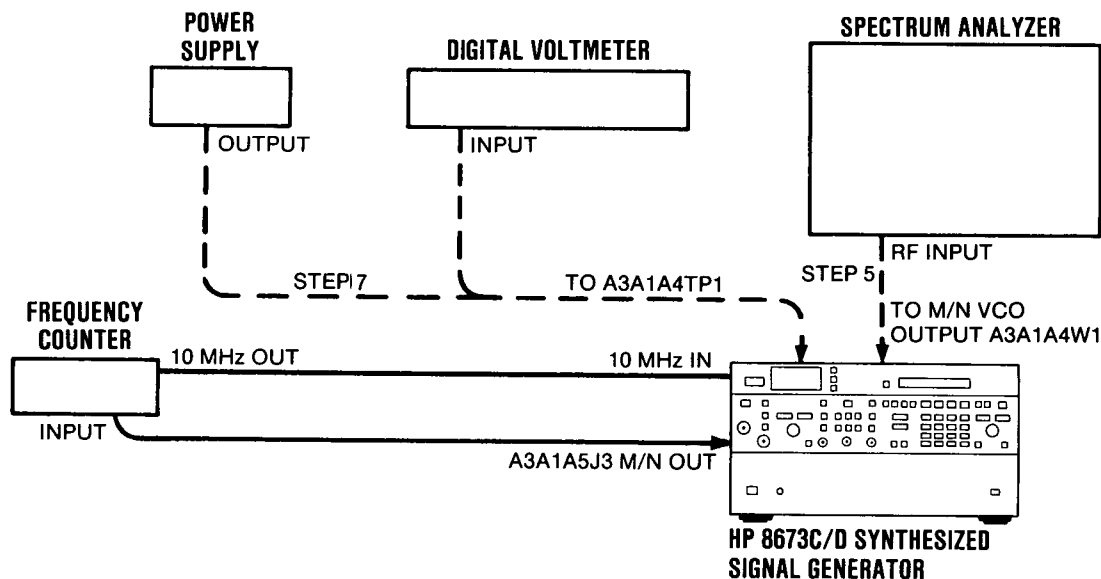 POWER
SUPPLY
DIGITAL VOLTMETER
SPECTRUM ANALYZER
OUTPUT
INPUT
RF INPUT
STEP 7
TO A3A1A4TP1
STEP 5
TO M/N VCO
OUTPUT A3A1A4W1
FREQUENCY
COUNTER
10 MHz OUT
10 MHz IN
INPUT
A3A1A5J3 M/N OUT
HP 8673C/D SYNTHESIZED
SIGNAL GENERATOR